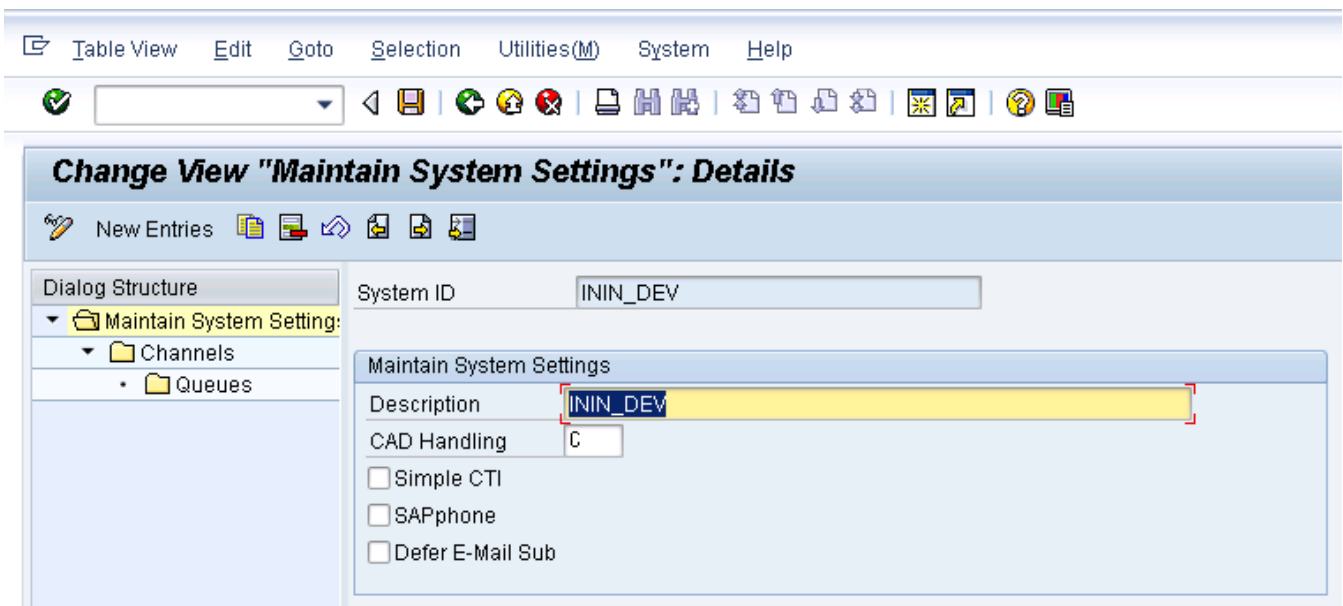 Table View Edit Goto Selection Utilities(M) System Help
Change View "Maintain System Settings": Details
New Entries
Dialog Structure
System ID ININ_DEV
Maintain System Setting
Channels
Queues
Maintain System Settings
Description ININ_DEV
CAD Handling C
Simple CTI
SAPphone
Defer E-Mail Sub